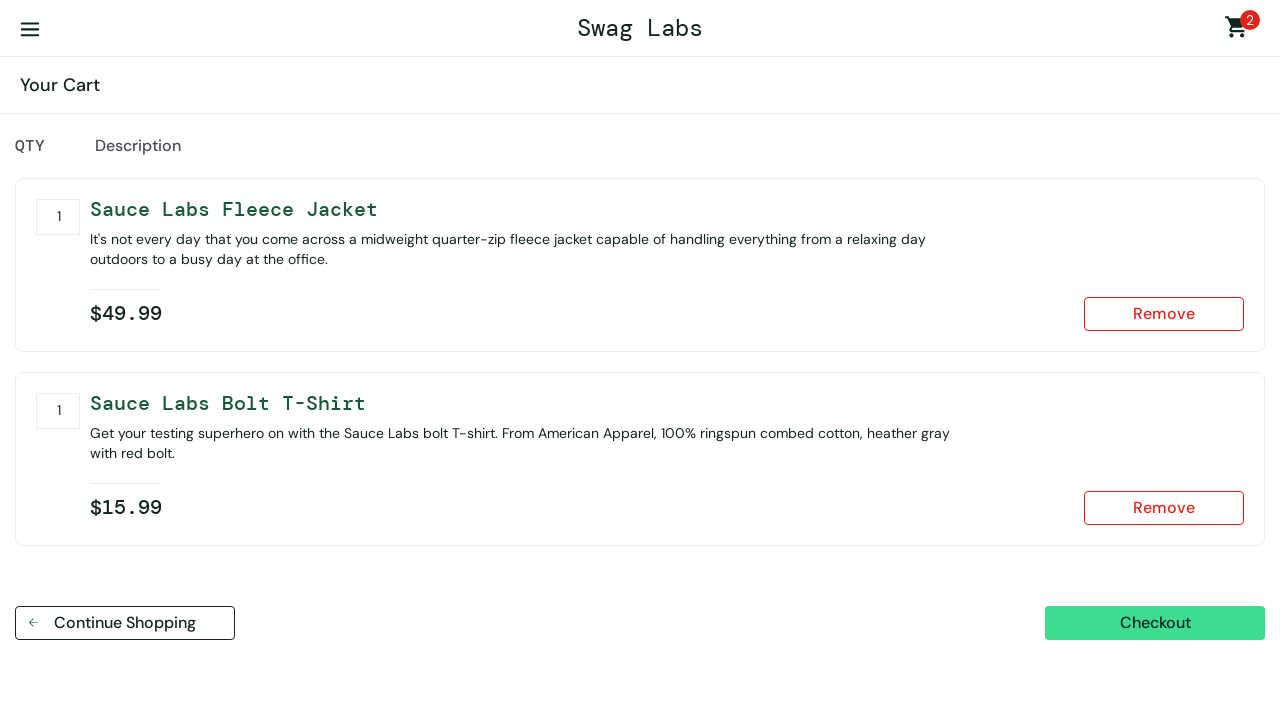 Swag Labs
2
Your Cart
QTY
Description
1
Sauce Labs Fleece Jacket
It's not every day that you come across a midweight quarter-zip fleece jacket capable of handling everything from a relaxing day
outdoors to a busy day at the office.
$49.99
Remove
1
Sauce Labs Bolt T-Shirt
Get your testing superhero on with the Sauce Labs bolt T-shirt. From American Apparel, 100% ringspun combed cotton, heather gray
with red bolt.
$15.99
Remove
Continue Shopping
Checkout